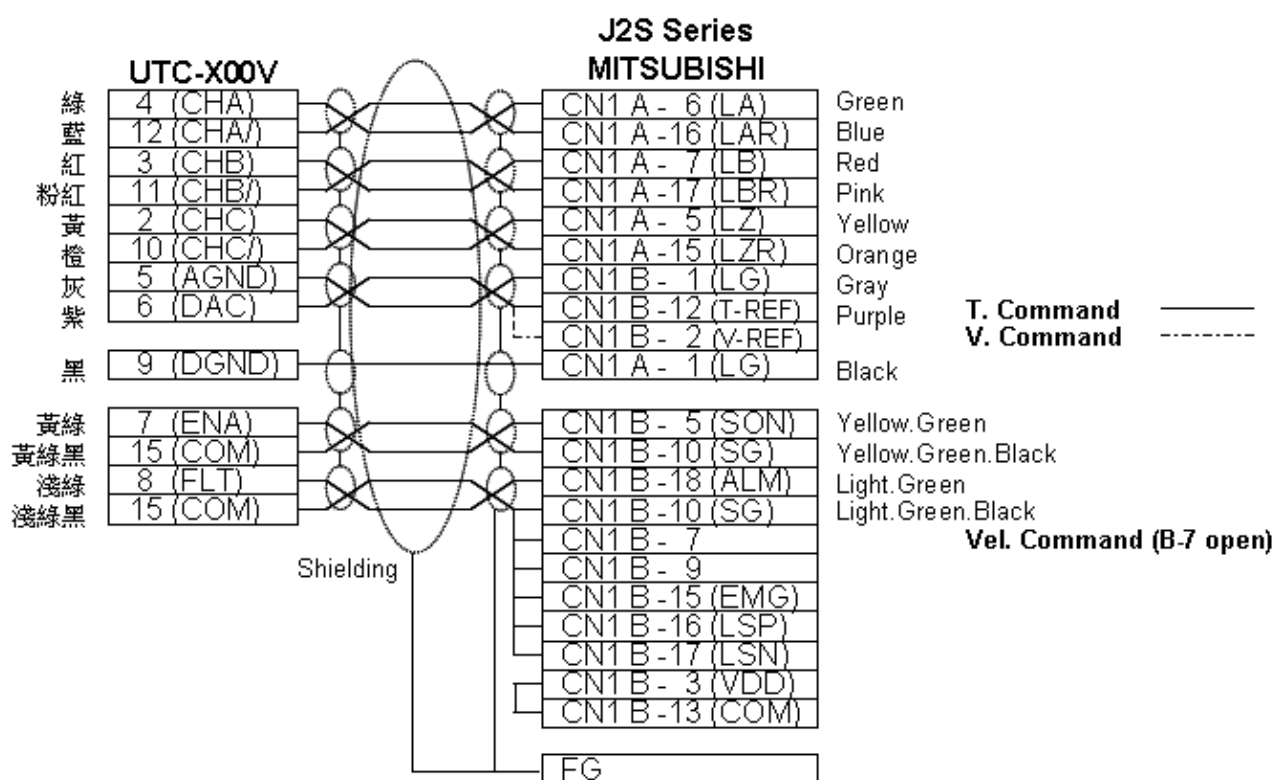 J2S Series
UTC-X00V MITSUBISHI
綠 4 (CHA) CN1 A - 6 (LA) Green
藍 12 (CHA/) CN1 A -16 (LAR) Blue
紅 3 (CHB) CN1 A - 7 (LB) Red
粉紅 11 (CHB/) CN1 A -17 (LBR) Pink
黃 2 (CHC) CN1 A - 5 (LZ) Yellow
橙 10 (CHC/) CN1 A -15 (LZR) Orange
灰 5 (AGND) CN1 B - 1 (LG) Gray
紫 6 (DAC) CN1 B -12 (T-REF) Purple T. Command
CN1 B - 2 (V-REF) V. Command
黑 9 (DGND) CN1 A - 1 (LG) Black
黃綠 7 (ENA) CN1 B - 5 (SON) Yellow.Green
黃綠黑 15 (COM) CN1 B -10 (SG) Yellow.Green.Black
淺綠 8 (FLT) CN1 B -18 (ALM) Light.Green
淺綠黑 15 (COM) CN1 B -10 (SG) Light.Green.Black
CN1 B - 7 Vel. Command (B-7 open)
Shielding CN1 B - 9
CN1 B -15 (EMG)
CN1 B -16 (LSP)
CN1 B -17 (LSN)
CN1 B - 3 (VDD)
CN1 B -13 (COM)
FG